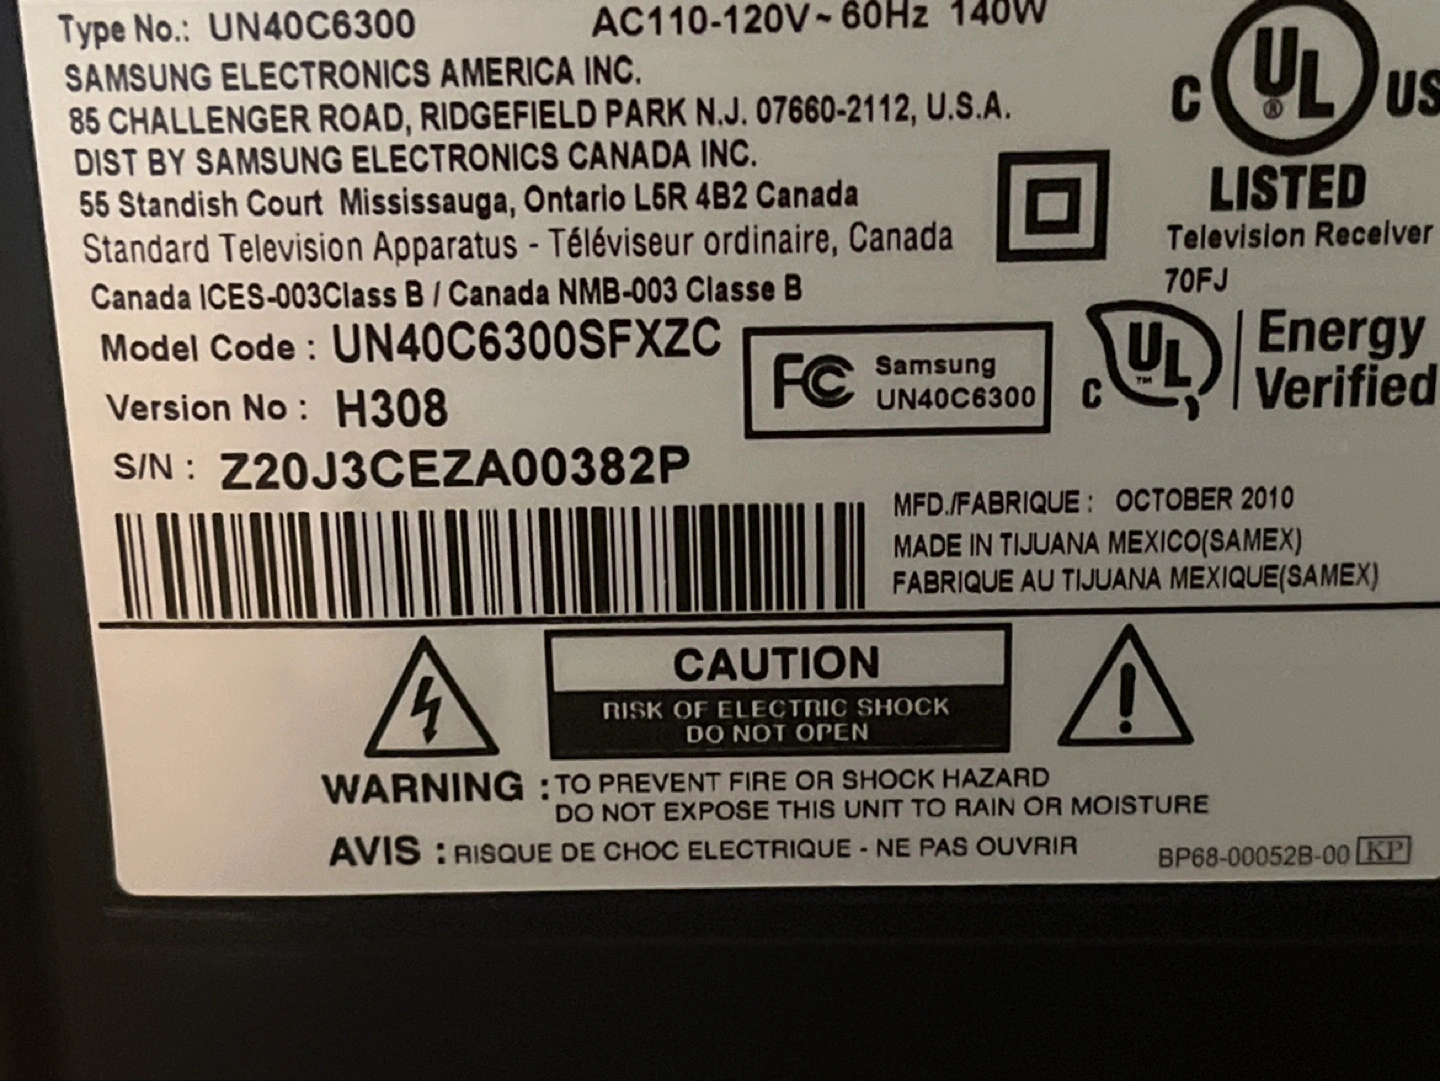 Type No.: UN40C6300 AC110-120V~60Hz 140W
SAMSUNG ELECTRONICS AMERICA INC.
85 CHALLENGER ROAD, RIDGEFIELD PARK N.J. 07660-2112, U.S.A.
DIST BY SAMSUNG ELECTRONICS CANADA INC.
55 Standish Court Mississauga, Ontario L5R 4B2 Canada
Standard Television Apparatus - Téléviseur ordinaire, Canada
Canada ICES-003Class B / Canada NMB-003 Classe B
C UL ® US
LISTED
Television Receiver
70FJ
Model Code : UN40C6300SFXZC
Version No : H308
S/N : Z20J3CEZA00382P
FC Samsung
UN40C6300
C UL ™ Energy
Verified
MFD./FABRIQUE : OCTOBER 2010
MADE IN TIJUANA MEXICO(SAMEX)
FABRIQUE AU TIJUANA MEXIQUE(SAMEX)
CAUTION
RISK OF ELECTRIC SHOCK
DO NOT OPEN
WARNING : TO PREVENT FIRE OR SHOCK HAZARD
DO NOT EXPOSE THIS UNIT TO RAIN OR MOISTURE
AVIS : RISQUE DE CHOC ELECTRIQUE - NE PAS OUVRIR
BP68-00052B-00 KP